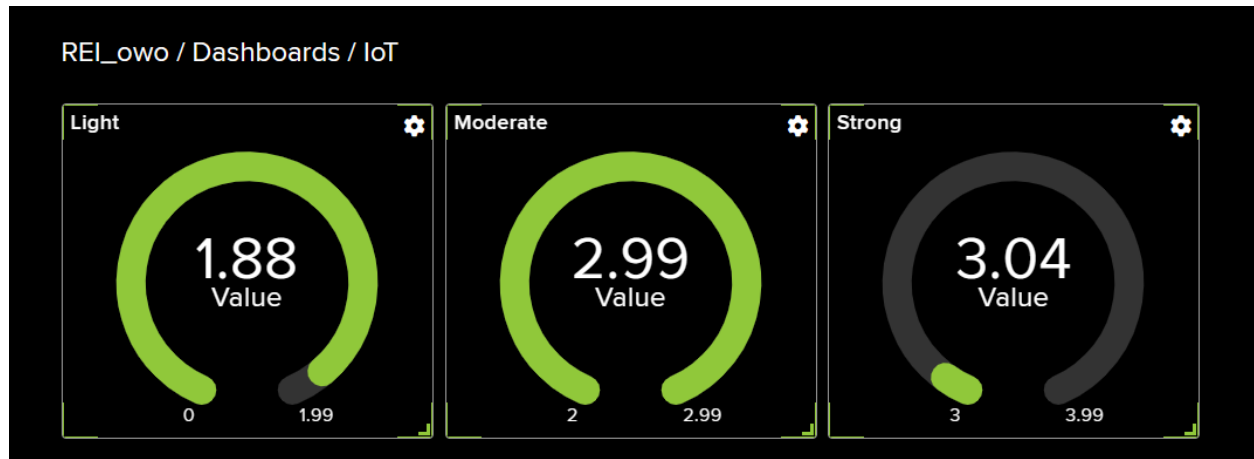 REI_owo / Dashboards / IoT
Light
1.88
Value
0 1.99
Moderate
2.99
Value
2 2.99
Strong
3.04
Value
3 3.99